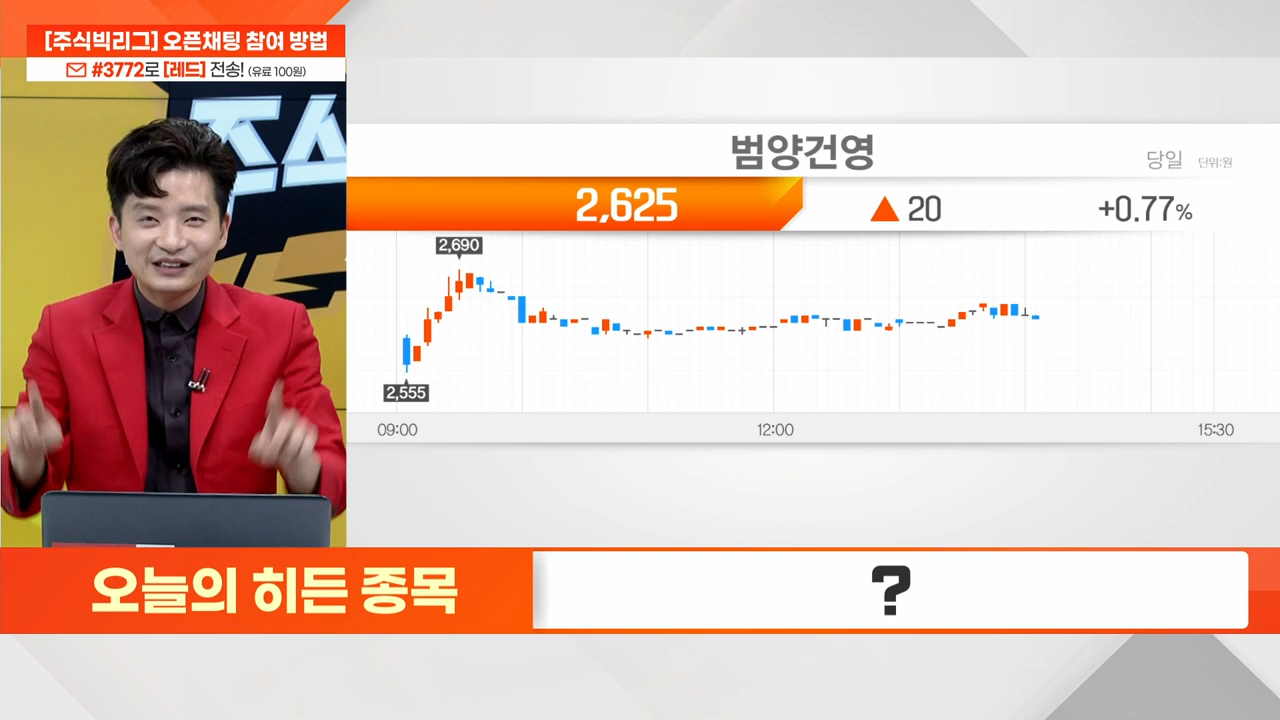 [주식빅리그] 오픈채팅 참여 방법
#3772로 [레드] 전송! (유료 100원)
범양건영
당일 단위:원
2,625 ▲ 20 +0.77%
2,690
2,555
09:00 12:00 15:30
오늘의 히든 종목 ?